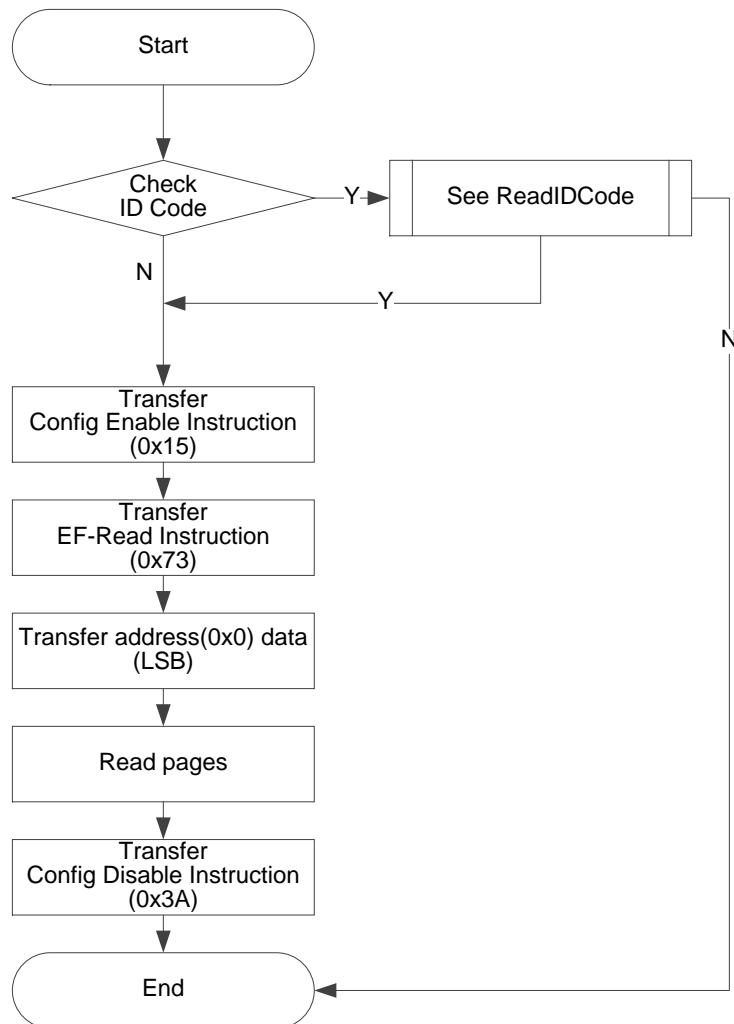 Start
Check
ID Code
Y
See ReadIDCode
N
Y
N
Transfer
Config Enable Instruction
(0x15)
Transfer
EF-Read Instruction
(0x73)
Transfer address(0x0) data
(LSB)
Read pages
Transfer
Config Disable Instruction
(0x3A)
End